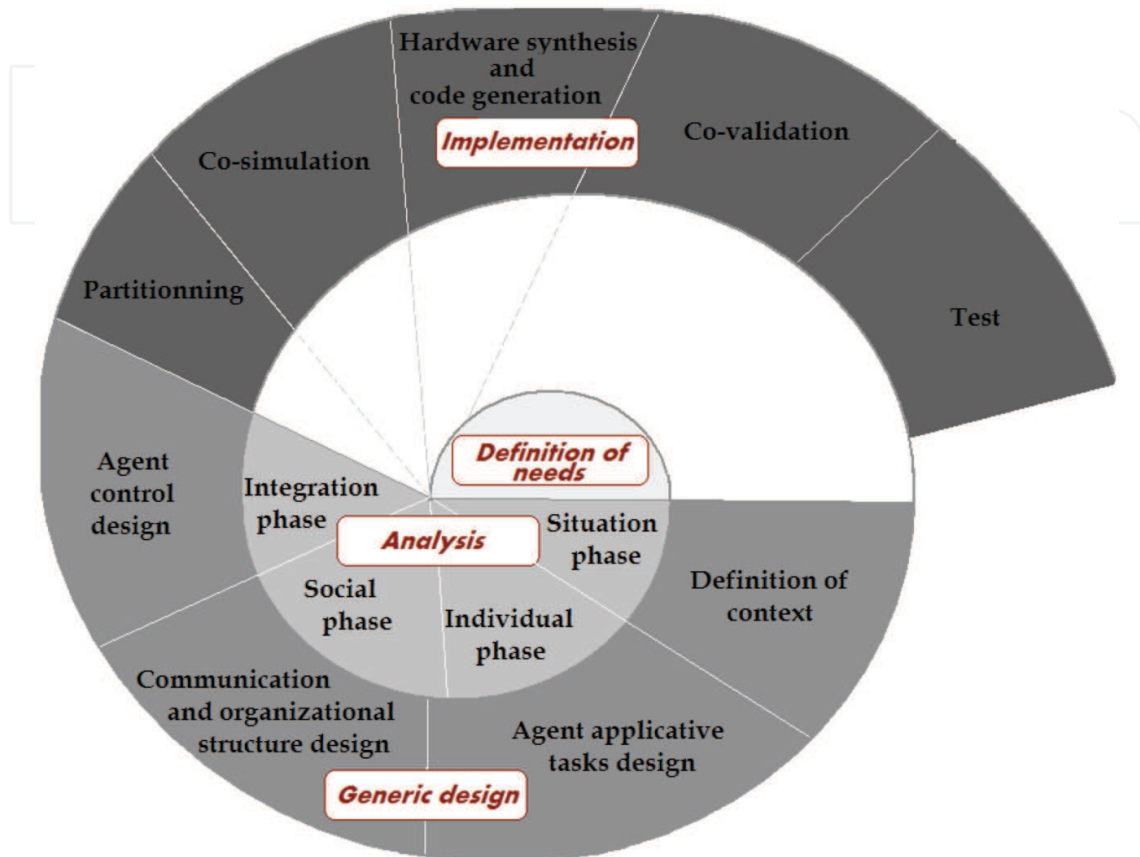 Hardware synthesis
and
code generation
Implementation
Co-validation
Co-simulation
Partitionning
Test
Definition of
needs
Agent
control
design
Integration
phase
Analysis
Situation
phase
Definition of
context
Social
phase
Individual
phase
Communication
and organizational
structure design
Agent applicative
tasks design
Generic design